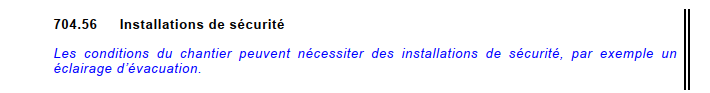 704.56 Installations de sécurité
Les conditions du chantier peuvent nécessiter des installations de sécurité, par exemple un
éclairage d’évacuation.